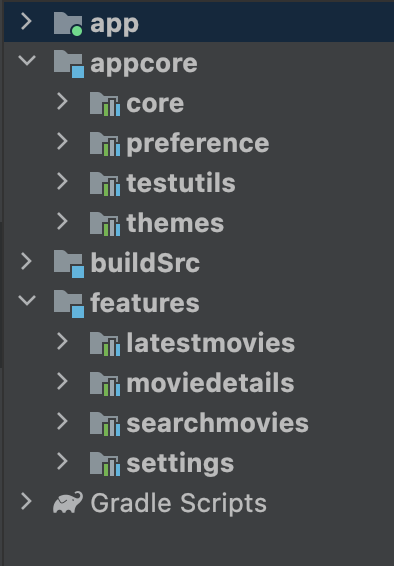 app
appcore
core
preference
testutils
themes
buildSrc
features
latestmovies
moviedetails
searchmovies
settings
Gradle Scripts